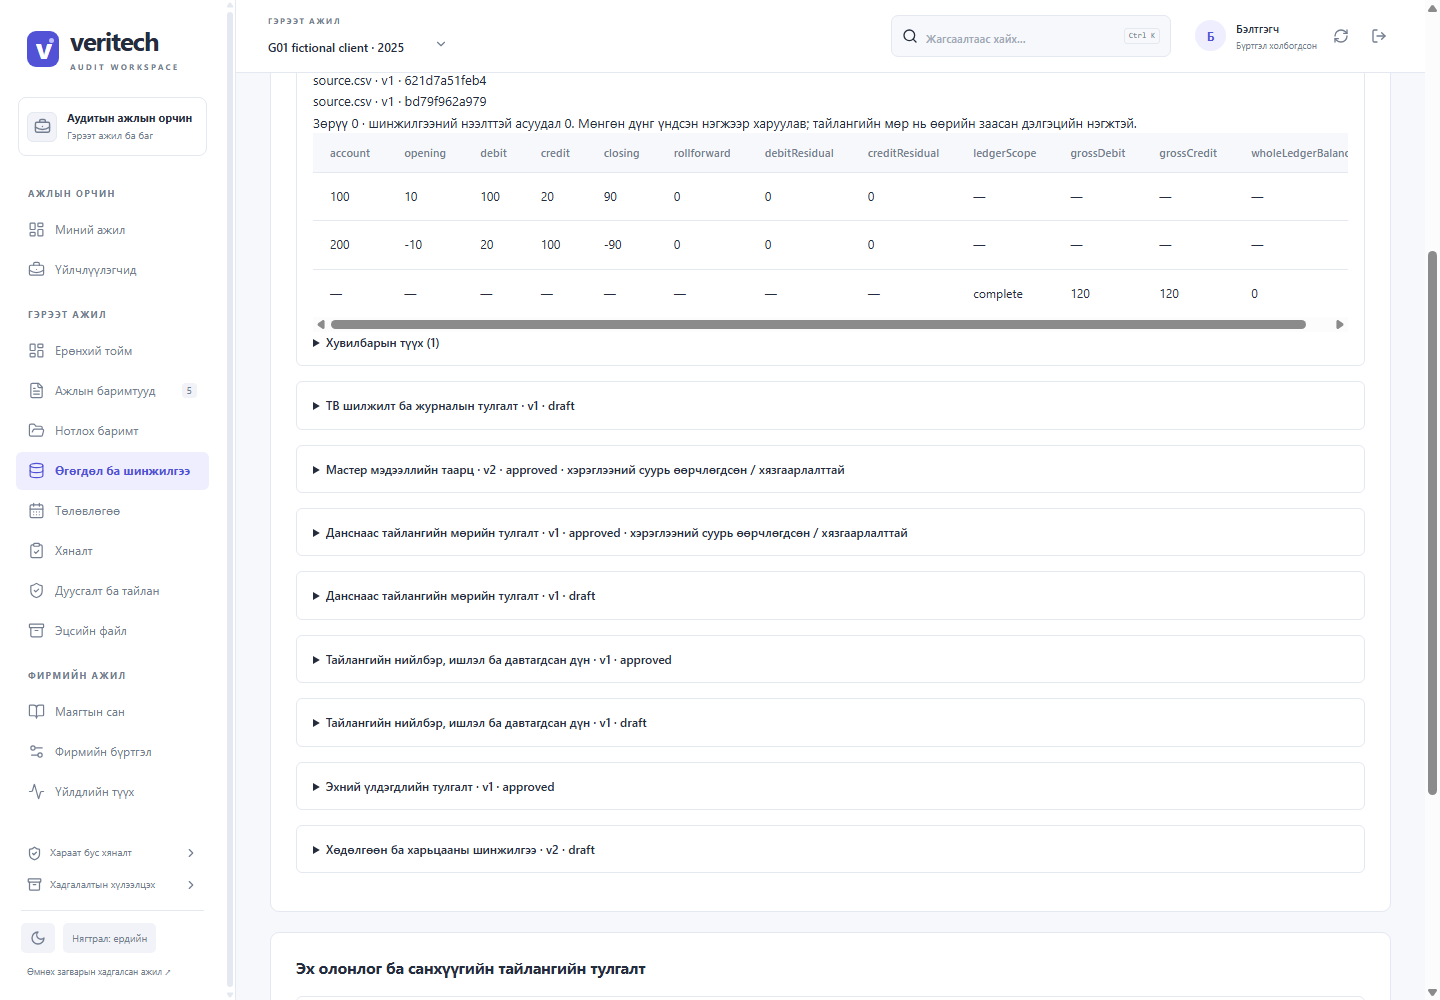 veritech
AUDIT WORKSPACE
Аудитын ажлын орчин
Гэрээт ажил ба баг
АЖЛЫН ОРЧИН
Миний ажил
Үйлчлүүлэгчид
ГЭРЭЭТ АЖИЛ
Ерөнхий тойм
Ажлын баримтууд 5
Нотлох баримт
Өгөгдөл ба шинжилгээ
Төлөвлөгөө
Хяналт
Дуусгалт ба тайлан
Эцсийн файл
ФИРМИЙН АЖИЛ
Маягтын сан
Фирмийн бүртгэл
Үйлдлийн түүх
Хараат бус хяналт
Хадгалалтын хүлээлцэх
Нягтрал: ердийн
Өмнөх загварын хадгалсан ажил ↗
ГЭРЭЭТ АЖИЛ
G01 fictional client · 2025
Жагсаалтаас хайх... Ctrl K
Б
Бэлтгэгч
Бүртгэл холбогдсон
source.csv · v1 · 621d7a51feb4
source.csv · v1 · bd79f962a979
Зөрүү 0 · шинжилгээний нээлттэй асуудал 0. Мөнгөн дүнг үндсэн нэгжээр харуулав; тайлангийн мөр нь өөрийн заасан дэлгэцийн нэгжтэй.
account opening debit credit closing rollforward debitResidual creditResidual ledgerScope grossDebit grossCredit wholeLedgerBalanc
100 10 100 20 90 0 0 0 — — — —
200 -10 20 100 -90 0 0 0 — — — —
— — — — — — — — complete 120 120 0
Хувилбарын түүх (1)
ТВ шилжилт ба журналын тулгалт · v1 · draft
Мастер мэдээллийн таарц · v2 · approved · хэрэглээний суурь өөрчлөгдсөн / хязгаарлалттай
Данснаас тайлангийн мөрийн тулгалт · v1 · approved · хэрэглээний суурь өөрчлөгдсөн / хязгаарлалттай
Данснаас тайлангийн мөрийн тулгалт · v1 · draft
Тайлангийн нийлбэр, ишлэл ба давтагдсан дүн · v1 · approved
Тайлангийн нийлбэр, ишлэл ба давтагдсан дүн · v1 · draft
Эхний үлдэгдлийн тулгалт · v1 · approved
Хөдөлгөөн ба харьцааны шинжилгээ · v2 · draft
Эх олонлог ба санхүүгийн тайлангийн тулгалт